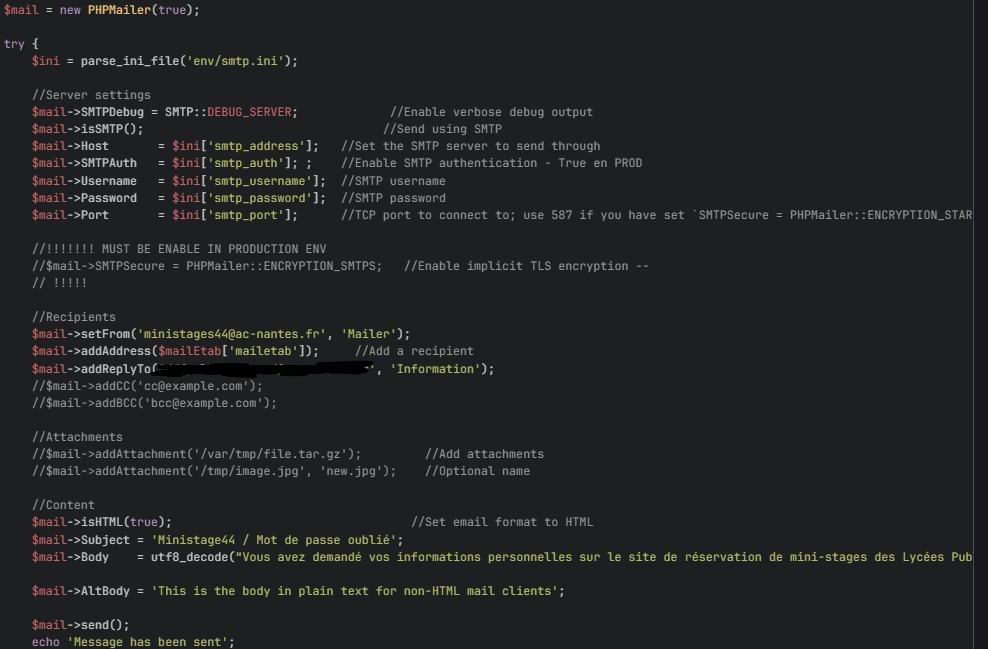 $mail = new PHPMailer(true);
try {
$ini = parse_ini_file('env/smtp.ini');
//Server settings
$mail->SMTPDebug = SMTP::DEBUG_SERVER; //Enable verbose debug output
$mail->isSMTP(); //Send using SMTP
$mail->Host = $ini['smtp_address']; //Set the SMTP server to send through
$mail->SMTPAuth = $ini['smtp_auth']; ; //Enable SMTP authentication - True en PROD
$mail->Username = $ini['smtp_username']; //SMTP username
$mail->Password = $ini['smtp_password']; //SMTP password
$mail->Port = $ini['smtp_port']; //TCP port to connect to; use 587 if you have set `SMTPSecure = PHPMailer::ENCRYPTION_STAR
//!!!!!!! MUST BE ENABLE IN PRODUCTION ENV
//$mail->SMTPSecure = PHPMailer::ENCRYPTION_SMTPS; //Enable implicit TLS encryption --
// !!!!!
//Recipients
$mail->setFrom('ministages44@ac-nantes.fr', 'Mailer');
$mail->addAddress($mailEtab['mailetab']); //Add a recipient
$mail->addReplyTo( ', 'Information');
//$mail->addCC('cc@example.com');
//$mail->addBCC('bcc@example.com');
//Attachments
//$mail->addAttachment('/var/tmp/file.tar.gz'); //Add attachments
//$mail->addAttachment('/tmp/image.jpg', 'new.jpg'); //Optional name
//Content
$mail->isHTML(true); //Set email format to HTML
$mail->Subject = 'Ministage44 / Mot de passe oublié';
$mail->Body = utf8_decode("Vous avez demandé vos informations personnelles sur le site de réservation de mini-stages des Lycées Pub
$mail->AltBody = 'This is the body in plain text for non-HTML mail clients';
$mail->send();
echo 'Message has been sent';